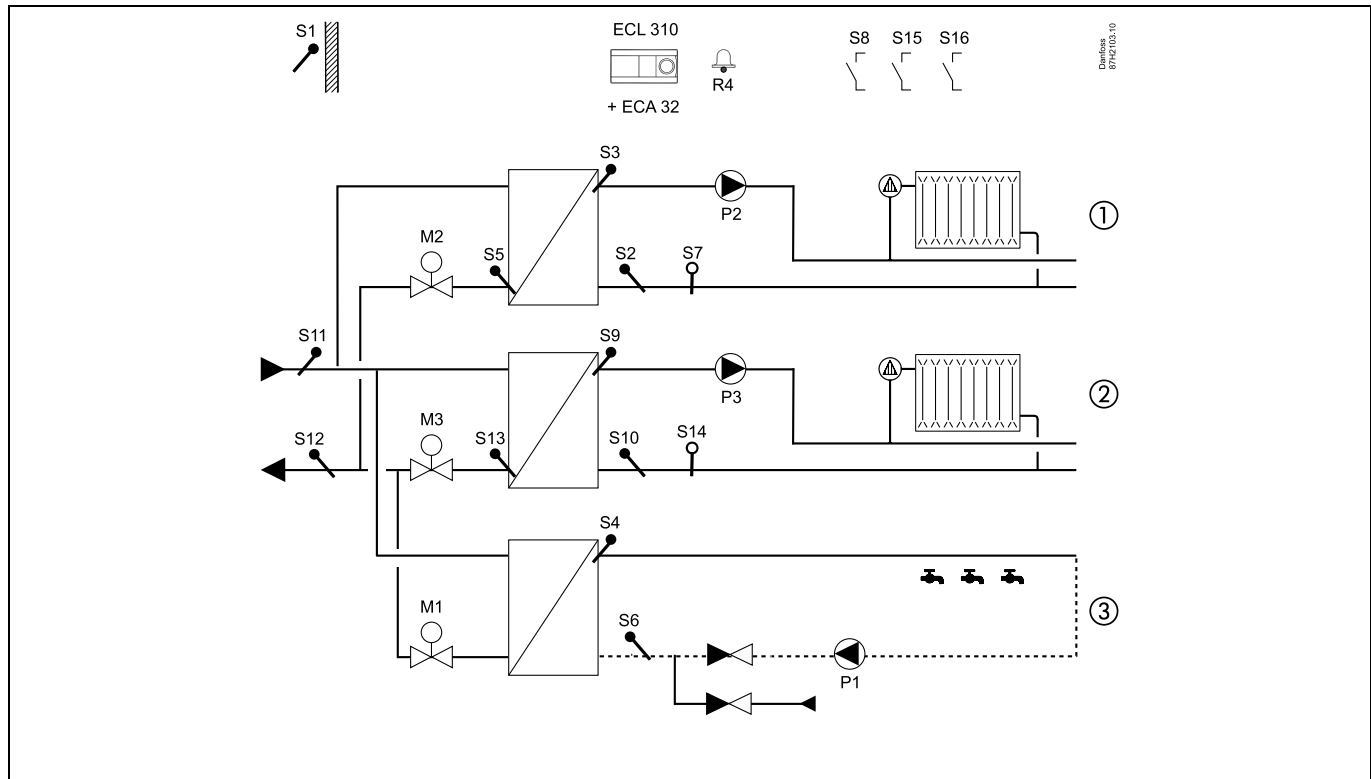 S1
ECL 310
R4
+ ECA 32
S8 S15 S16
Danfoss
87H2103.10
S3
P2
M2
S5
S2
S7
1
S11
S9
P3
M3
S12
S13
S10
S14
2
S4
M1
S6
P1
3